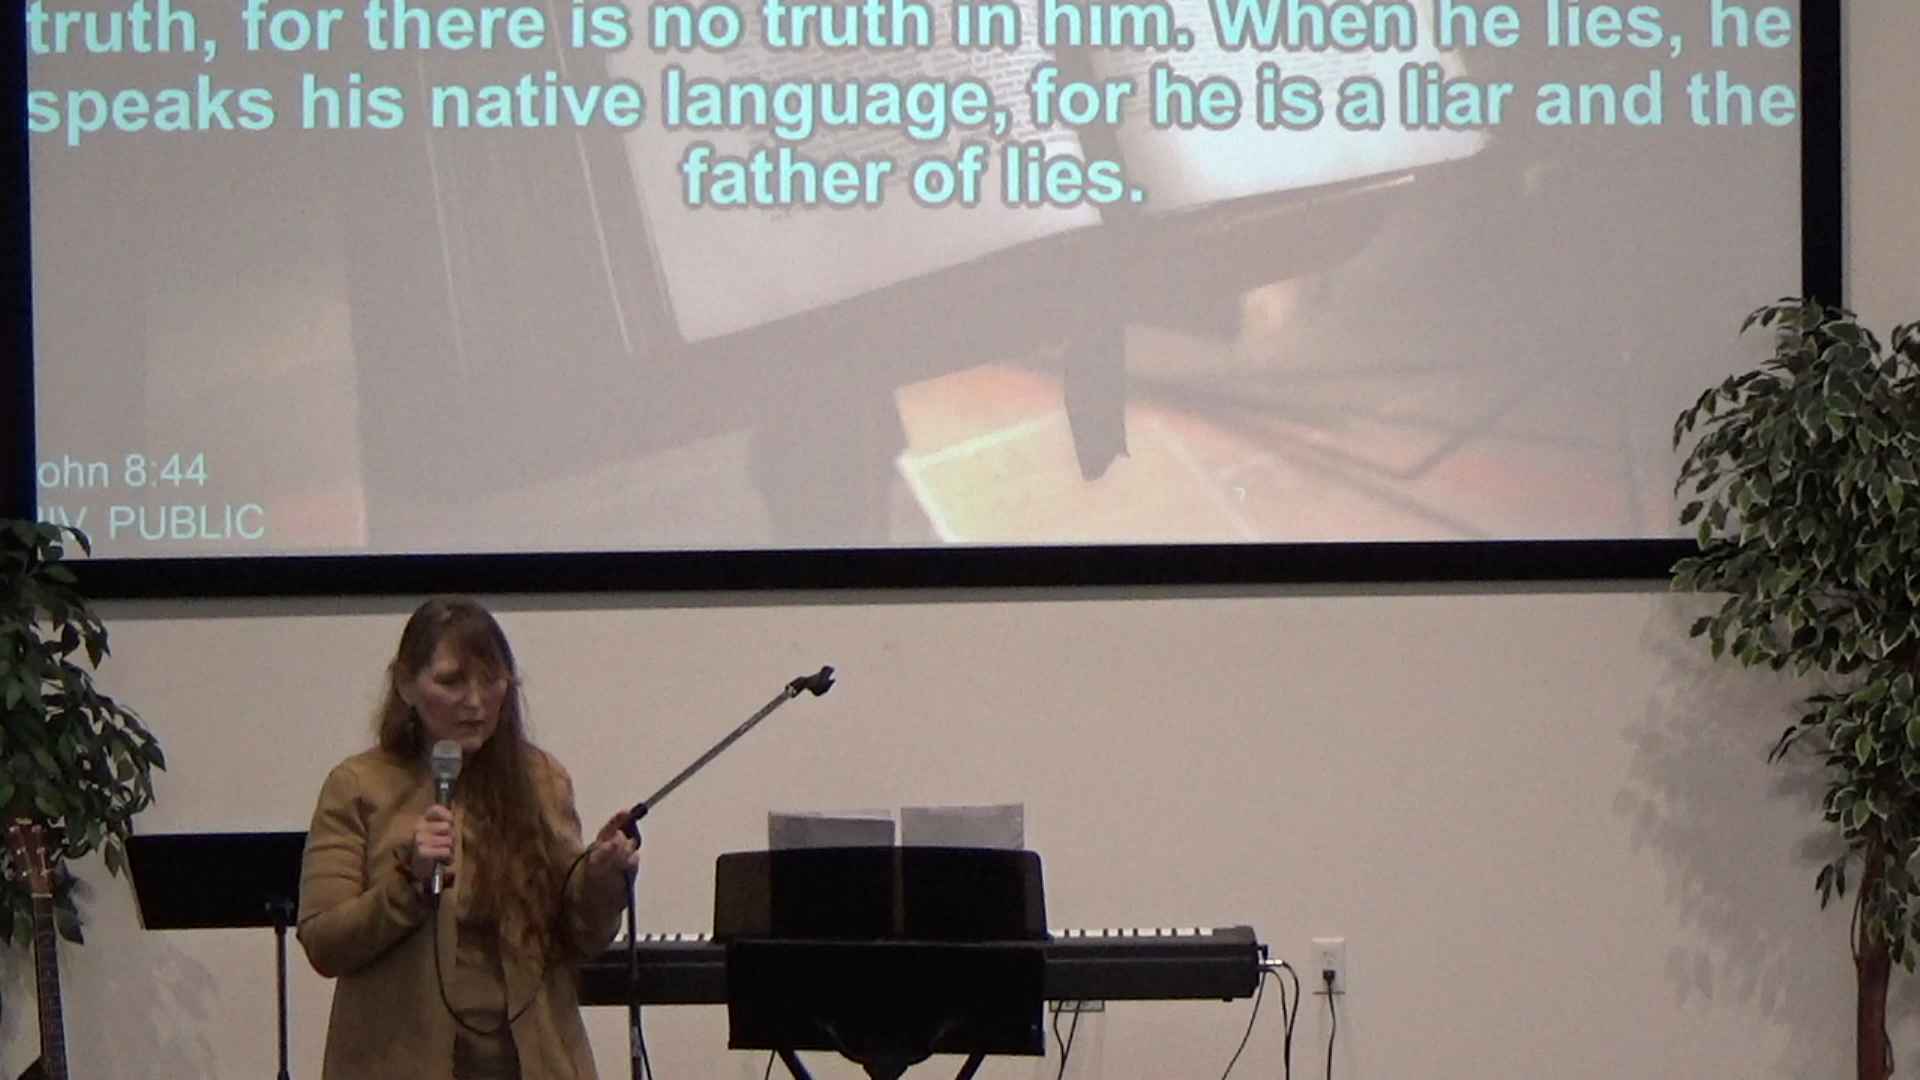 truth, for there is no truth in him. When he lies, he
speaks his native language, for he is a liar and the
father of lies.
ohn 8:44
IV, PUBLIC